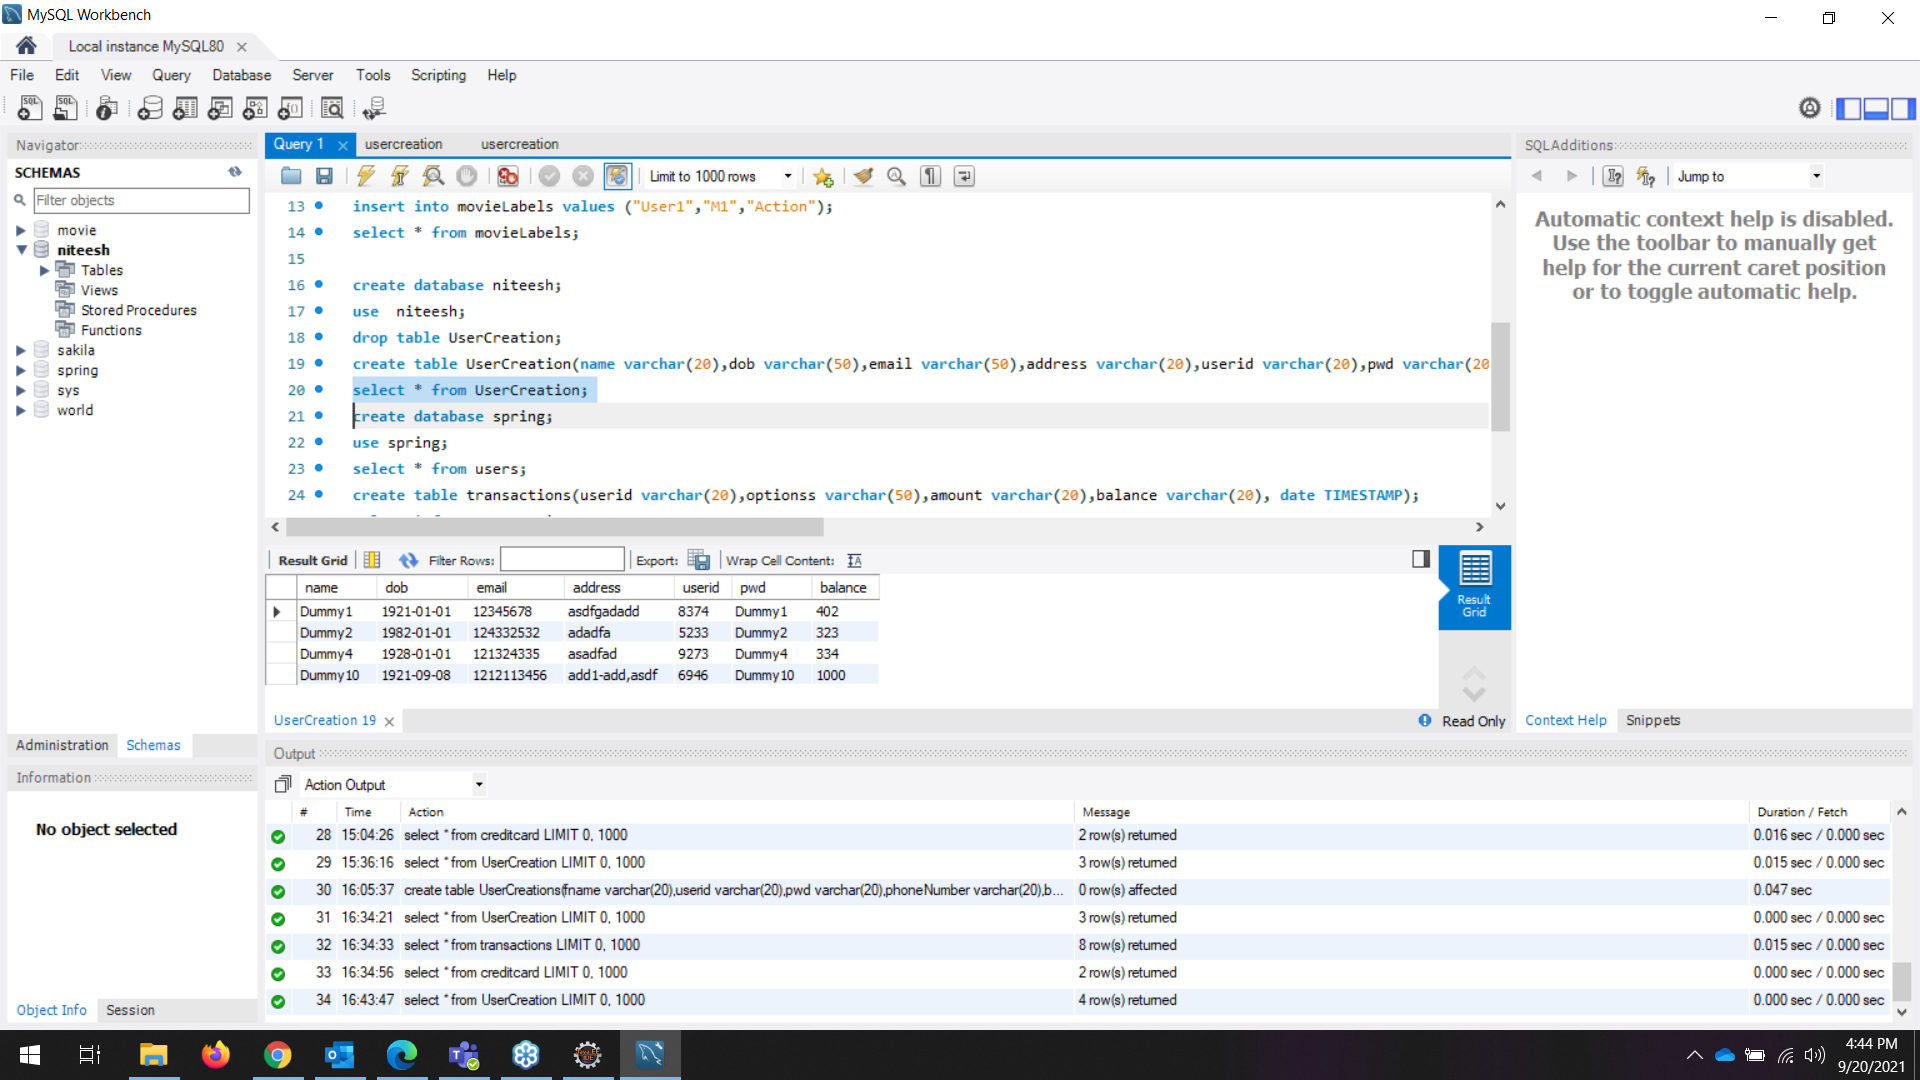 MySQL Workbench
Local instance MySQL80
File Edit View Query Database Server Tools Scripting Help
Navigator
SCHEMAS
Filter objects
movie
niteesh
Tables
Views
Stored Procedures
Functions
sakila
spring
sys
world
Administration Schemas
Information
No object selected
Object Info Session
Query 1 usercreation usercreation
Limit to 1000 rows
13 insert into movieLabels values ("User1","M1","Action");
14 select * from movieLabels;
15
16 create database niteesh;
17 use niteesh;
18 drop table UserCreation;
19 create table UserCreation(name varchar(20),dob varchar(50),email varchar(50),address varchar(20),userid varchar(20),pwd varchar(20
20 select * from UserCreation;
21 create database spring;
22 use spring;
23 select * from users;
24 create table transactions(userid varchar(20),optionss varchar(50),amount varchar(20),balance varchar(20), date TIMESTAMP);
Result Grid Filter Rows: Export: Wrap Cell Content:
name dob email address userid pwd balance
Dummy1 1921-01-01 12345678 asdfgadadd 8374 Dummy1 402
Dummy2 1982-01-01 124332532 adadfa 5233 Dummy2 323
Dummy4 1928-01-01 121324335 asadfad 9273 Dummy4 334
Dummy10 1921-09-08 1212113456 add1-add,asdf 6946 Dummy10 1000
Result Grid
UserCreation 19
Read Only
SQLAdditions
Jump to
Automatic context help is disabled.
Use the toolbar to manually get
help for the current caret position
or to toggle automatic help.
Context Help Snippets
Output
Action Output
# Time Action Message Duration / Fetch
28 15:04:26 select * from creditcard LIMIT 0, 1000 2 row(s) returned 0.016 sec / 0.000 sec
29 15:36:16 select * from UserCreation LIMIT 0, 1000 3 row(s) returned 0.015 sec / 0.000 sec
30 16:05:37 create table UserCreations(fname varchar(20),userid varchar(20),pwd varchar(20),phoneNumber varchar(20),b... 0 row(s) affected 0.047 sec
31 16:34:21 select * from UserCreation LIMIT 0, 1000 3 row(s) returned 0.000 sec / 0.000 sec
32 16:34:33 select * from transactions LIMIT 0, 1000 8 row(s) returned 0.015 sec / 0.000 sec
33 16:34:56 select * from creditcard LIMIT 0, 1000 2 row(s) returned 0.000 sec / 0.000 sec
34 16:43:47 select * from UserCreation LIMIT 0, 1000 4 row(s) returned 0.000 sec / 0.000 sec
4:44 PM
9/20/2021